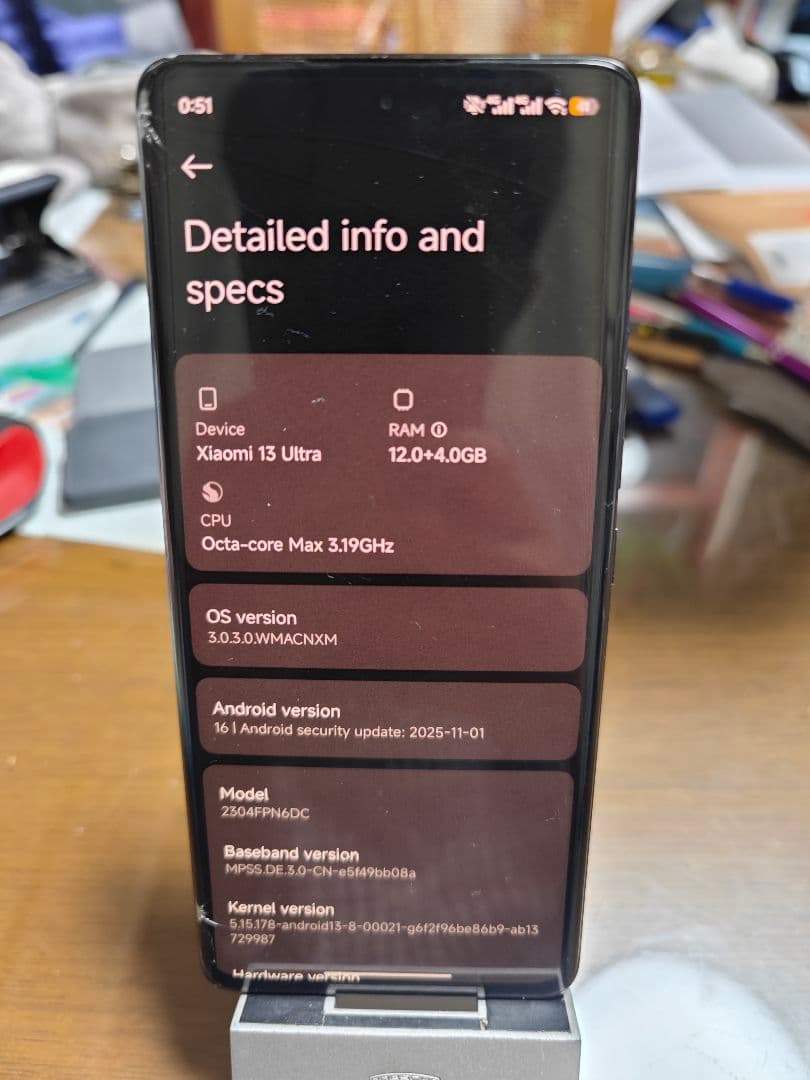 0:51
Detailed info and
specs
Device
Xiaomi 13 Ultra
RAM
12.0+4.0GB
CPU
Octa-core Max 3.19GHz
OS version
3.0.3.0.WMACNXM
Android version
16 | Android security update: 2025-11-01
Model
2304FPN6DC
Baseband version
MPSS.DE.3.0-CN-e5f49bb08a
Kernel version
5.15.178-android13-8-00021-g6f2f96be86b9-ab13
729987
Hardware version